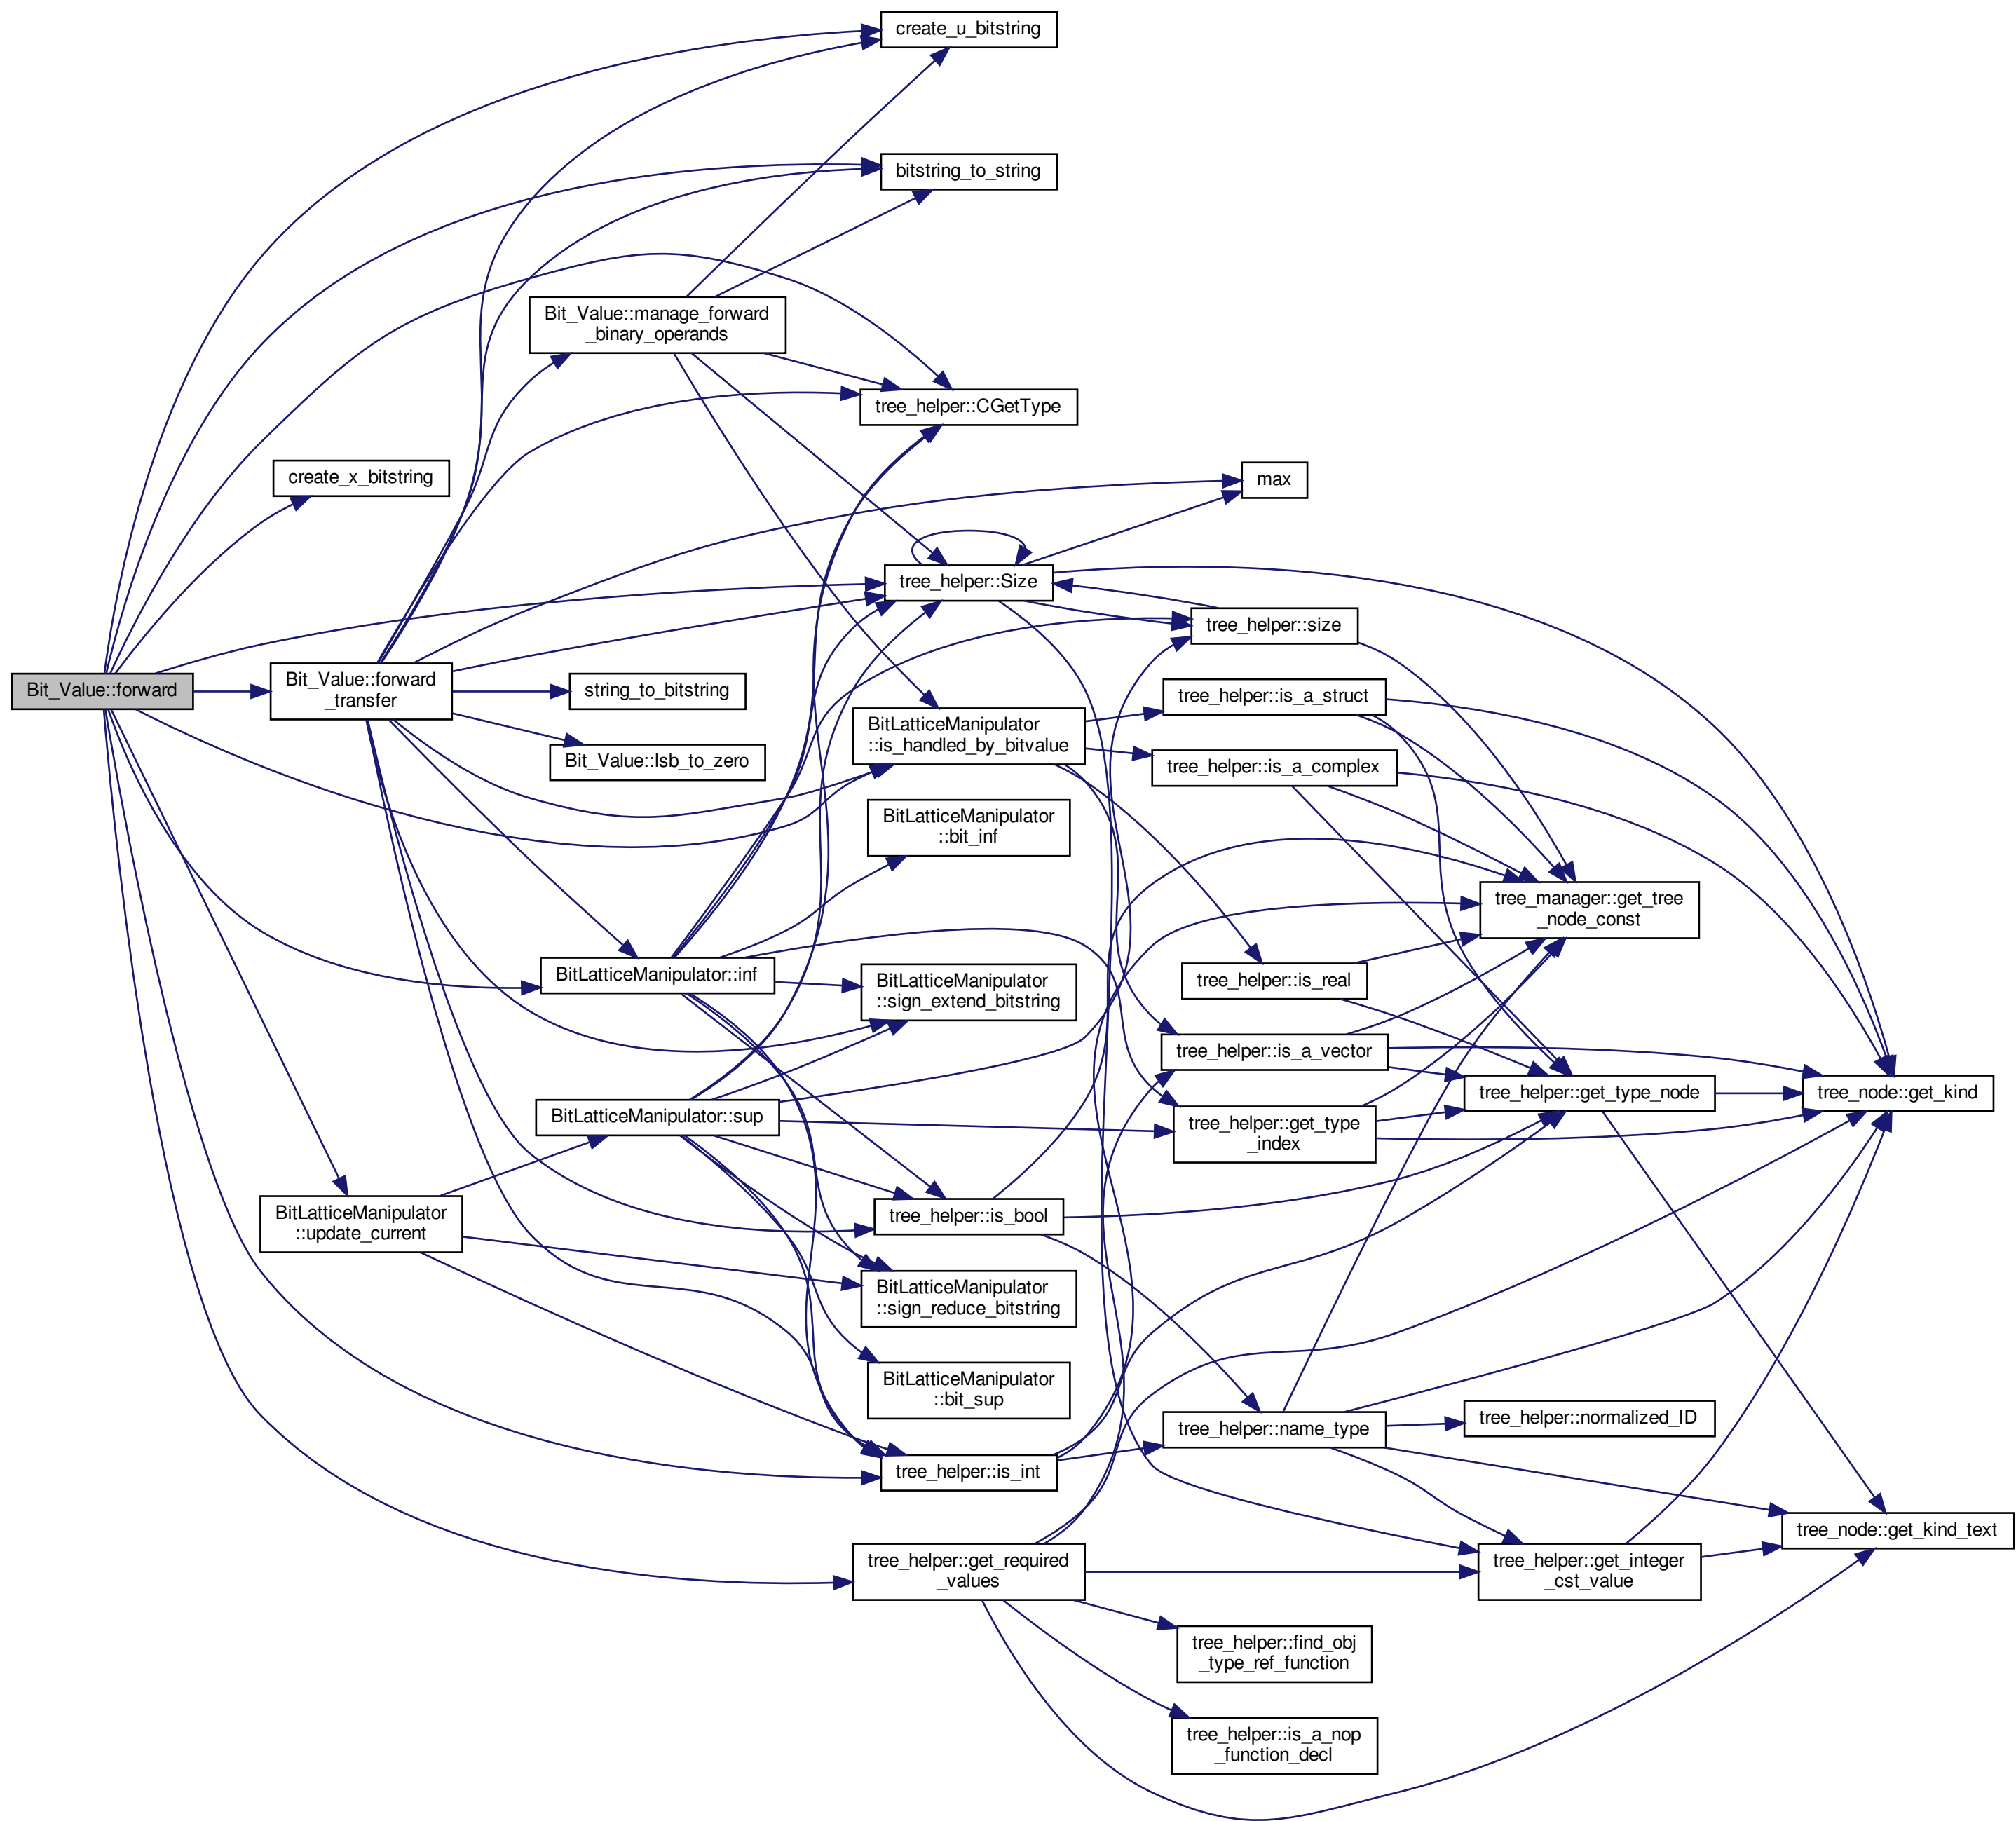 create_u_bitstring
bitstring_to_string
Bit_Value::manage_forward
_binary_operands
tree_helper::CGetType
create_x_bitstring
max
tree_helper::Size
tree_helper::size
Bit_Value::forward
Bit_Value::forward
_transfer
string_to_bitstring
tree_helper::is_a_struct
BitLatticeManipulator
::is_handled_by_bitvalue
Bit_Value::lsb_to_zero
tree_helper::is_a_complex
BitLatticeManipulator
::bit_inf
tree_manager::get_tree
_node_const
BitLatticeManipulator::inf
BitLatticeManipulator
::sign_extend_bitstring
tree_helper::is_real
tree_helper::is_a_vector
tree_helper::get_type_node
tree_node::get_kind
BitLatticeManipulator::sup
tree_helper::get_type
_index
BitLatticeManipulator
::update_current
tree_helper::is_bool
BitLatticeManipulator
::sign_reduce_bitstring
BitLatticeManipulator
::bit_sup
tree_helper::name_type
tree_helper::normalized_ID
tree_helper::is_int
tree_node::get_kind_text
tree_helper::get_required
_values
tree_helper::get_integer
_cst_value
tree_helper::find_obj
_type_ref_function
tree_helper::is_a_nop
_function_decl